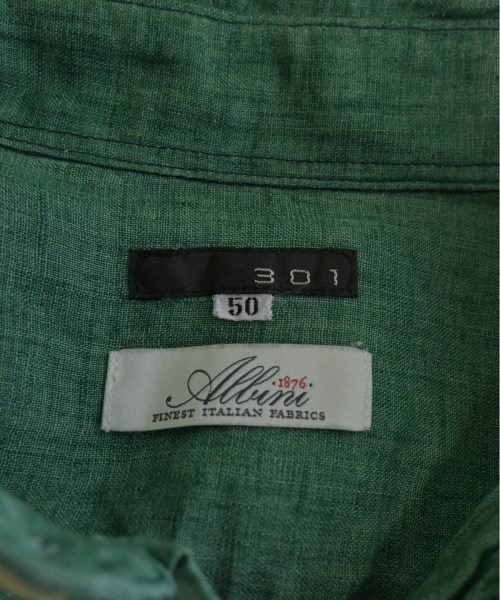 301
50
Albini
·1876·
FINEST ITALIAN FABRICS